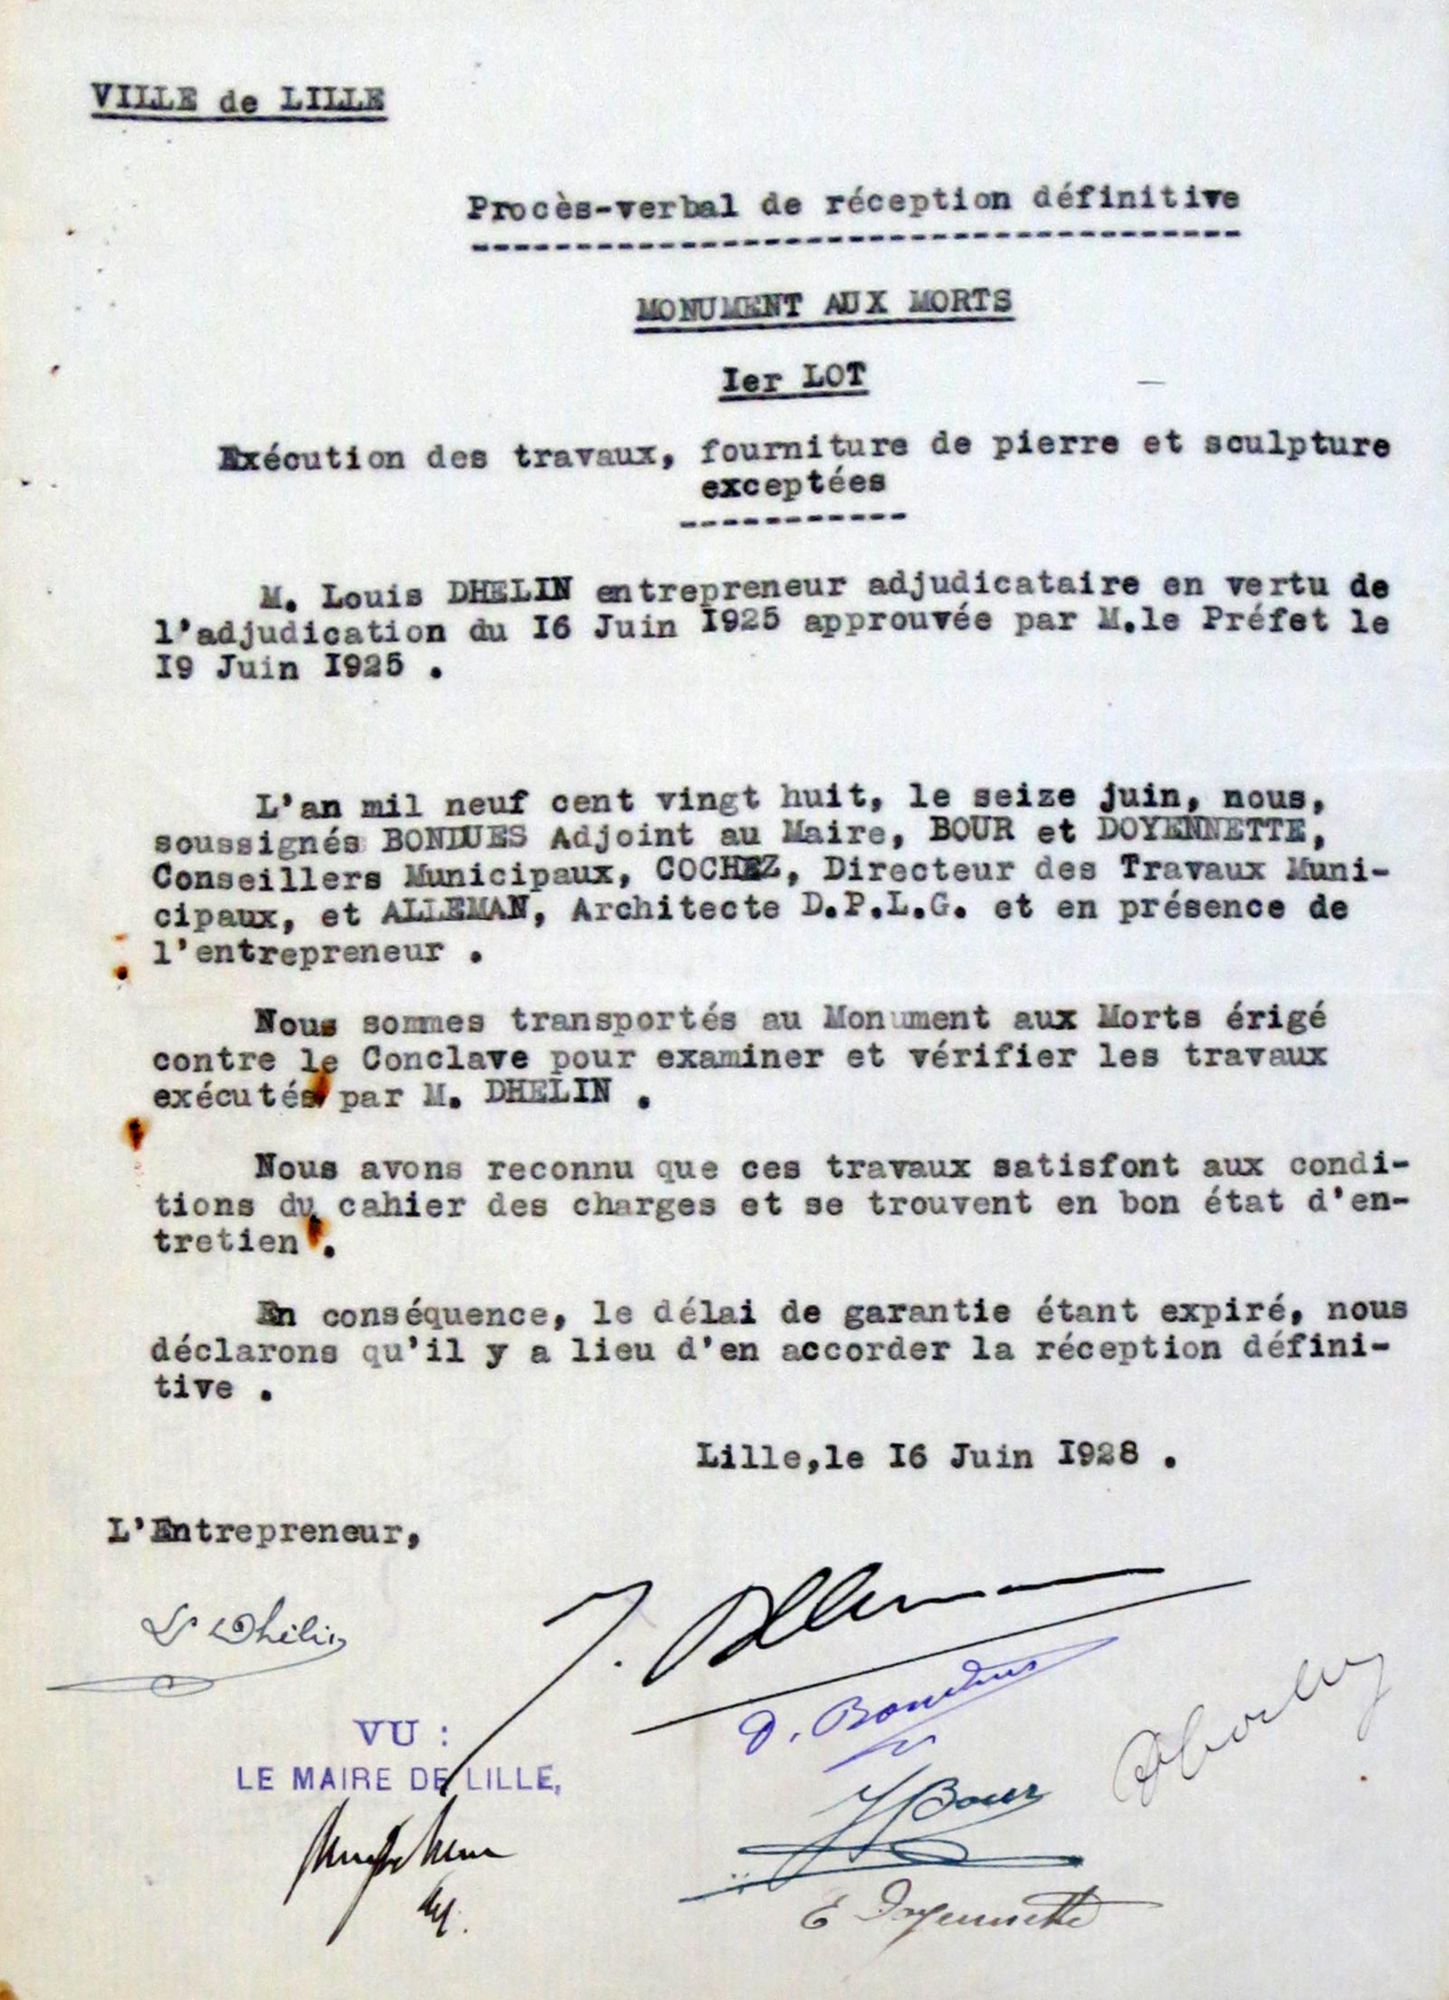 VILLE de LILLE
Procès-verbal de réception définitive
------------------------------------
MONUMENT AUX MORTS
Ier LOT
Exécution des travaux, fourniture de pierre et sculpture
exceptées
-----------
M. Louis DHELIN entrepreneur adjudicataire en vertu de
l'adjudication du I6 Juin I925 approuvée par M.le Préfet le
I9 Juin I925 .
L'an mil neuf cent vingt huit, le seize juin, nous,
soussignés BONDUES Adjoint au Maire, BOUR et DOYENNETTE,
Conseillers Municipaux, COCHEZ, Directeur des Travaux Muni-
cipaux, et ALLEMAN, Architecte D.P.L.G. et en présence de
l'entrepreneur .
Nous sommes transportés au Monument aux Morts érigé
contre le Conclave pour examiner et vérifier les travaux
exécutés par M. DHELIN .
Nous avons reconnu que ces travaux satisfont aux condi-
tions du cahier des charges et se trouvent en bon état d'en-
tretien .
En conséquence, le délai de garantie étant expiré, nous
déclarons qu'il y a lieu d'en accorder la réception défini-
tive .
Lille,le I6 Juin I928 .
L'Entrepreneur,
L Dhélin
J. Alleman
D. Bondues
VU :
LE MAIRE DE LILLE,
Bour
E Doyennette